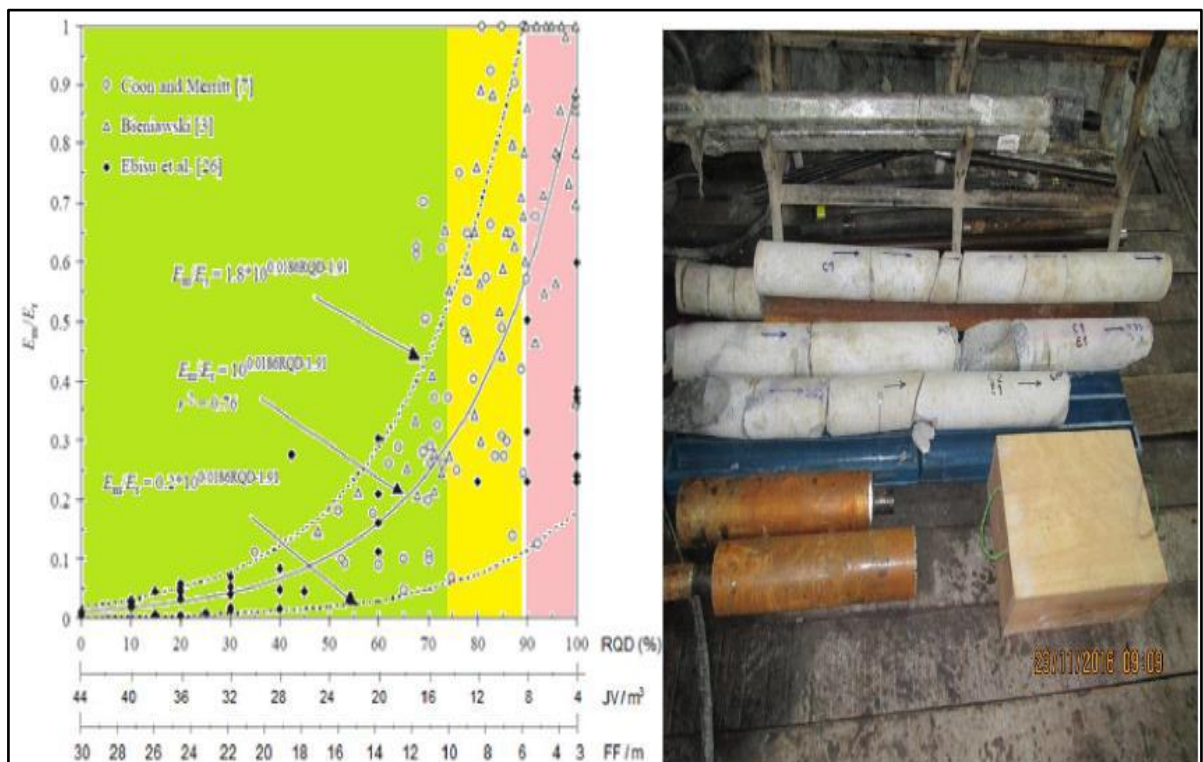 1
0.9
○ Coon and Merritt [7]
0.8
△ Bieniawski [3]
0.7
◆ Ebisu et al. [26]
0.6
Em/Er = 1.8*10^0.0186RQD-1.91
0.5
Em/Er
0.4
Em/Er = 10^0.0186RQD-1.91
r^2 = 0.76
0.3
0.2
Em/Er = 0.2*10^0.0186RQD-1.91
0.1
0
0 10 20 30 40 50 60 70 80 90 100 RQD (%)
44 40 36 32 28 24 20 16 12 8 4 JV / m³
30 28 26 24 22 20 18 16 14 12 10 8 6 4 3 FF / m
23/11/2016 09:09